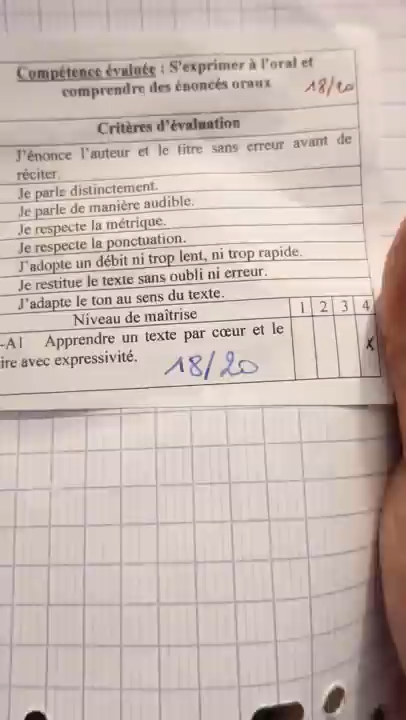 Compétence évaluée : S'exprimer à l'oral et
comprendre des énoncés oraux 18/20
Critères d'évaluation
J'énonce l'auteur et le titre sans erreur avant de
réciter.
Je parle distinctement.
Je parle de manière audible.
Je respecte la métrique.
Je respecte la ponctuation.
J'adopte un débit ni trop lent, ni trop rapide.
Je restitue le texte sans oubli ni erreur.
J'adapte le ton au sens du texte.
Niveau de maîtrise 1 2 3 4
-A1 Apprendre un texte par cœur et le
ire avec expressivité. 18/20 x